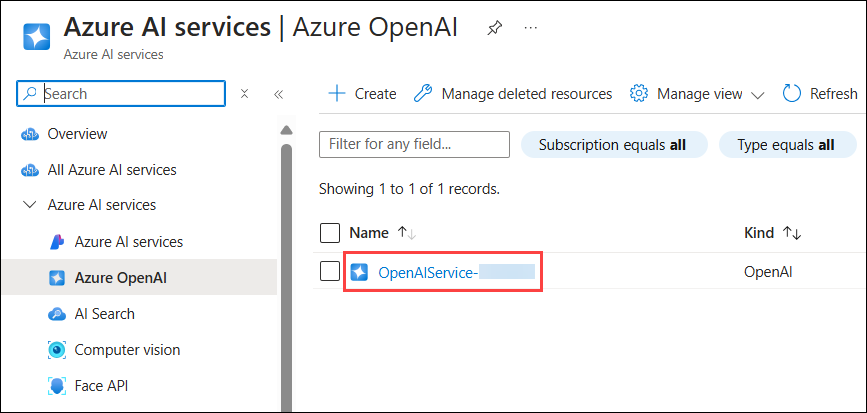 Azure AI services | Azure OpenAI
Azure AI services
Search
Create
Manage deleted resources
Manage view
Refresh
Overview
All Azure AI services
Azure AI services
Azure AI services
Azure OpenAI
AI Search
Computer vision
Face API
Filter for any field...
Subscription equals all
Type equals all
Showing 1 to 1 of 1 records.
Name
Kind
OpenAIService-
OpenAI